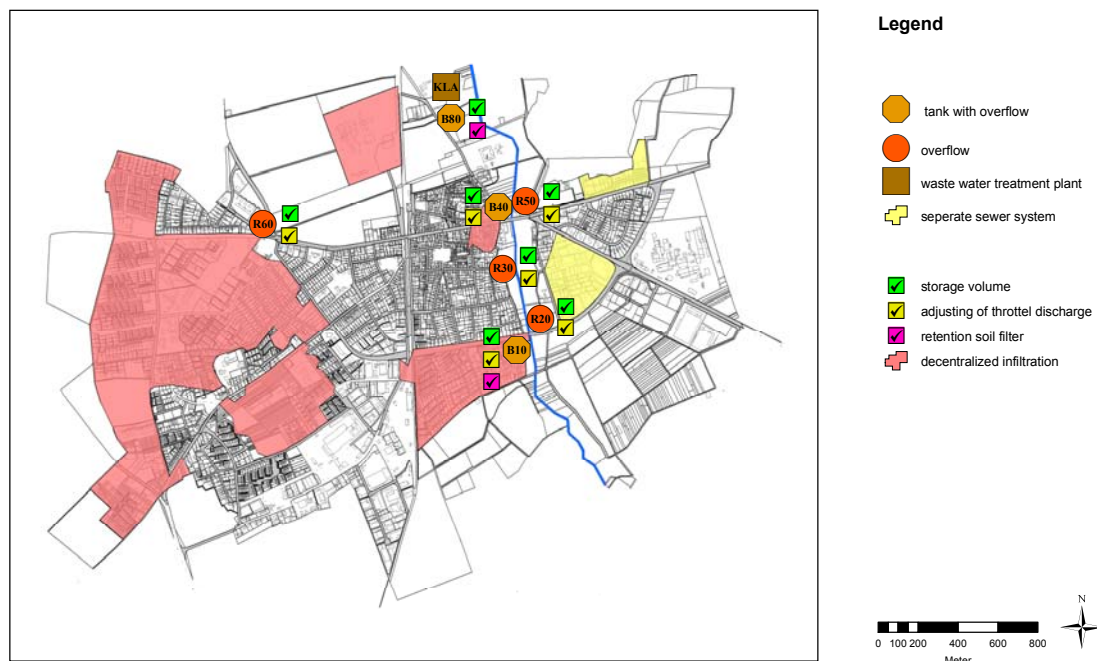 Legend
KLA
B80
B40
R50
R60
R30
R20
B10
tank with overflow
overflow
waste water treatment plant
seperate sewer system
storage volume
adjusting of throttel discharge
retention soil filter
decentralized infiltration
N
0 100 200 400 600 800
Meter